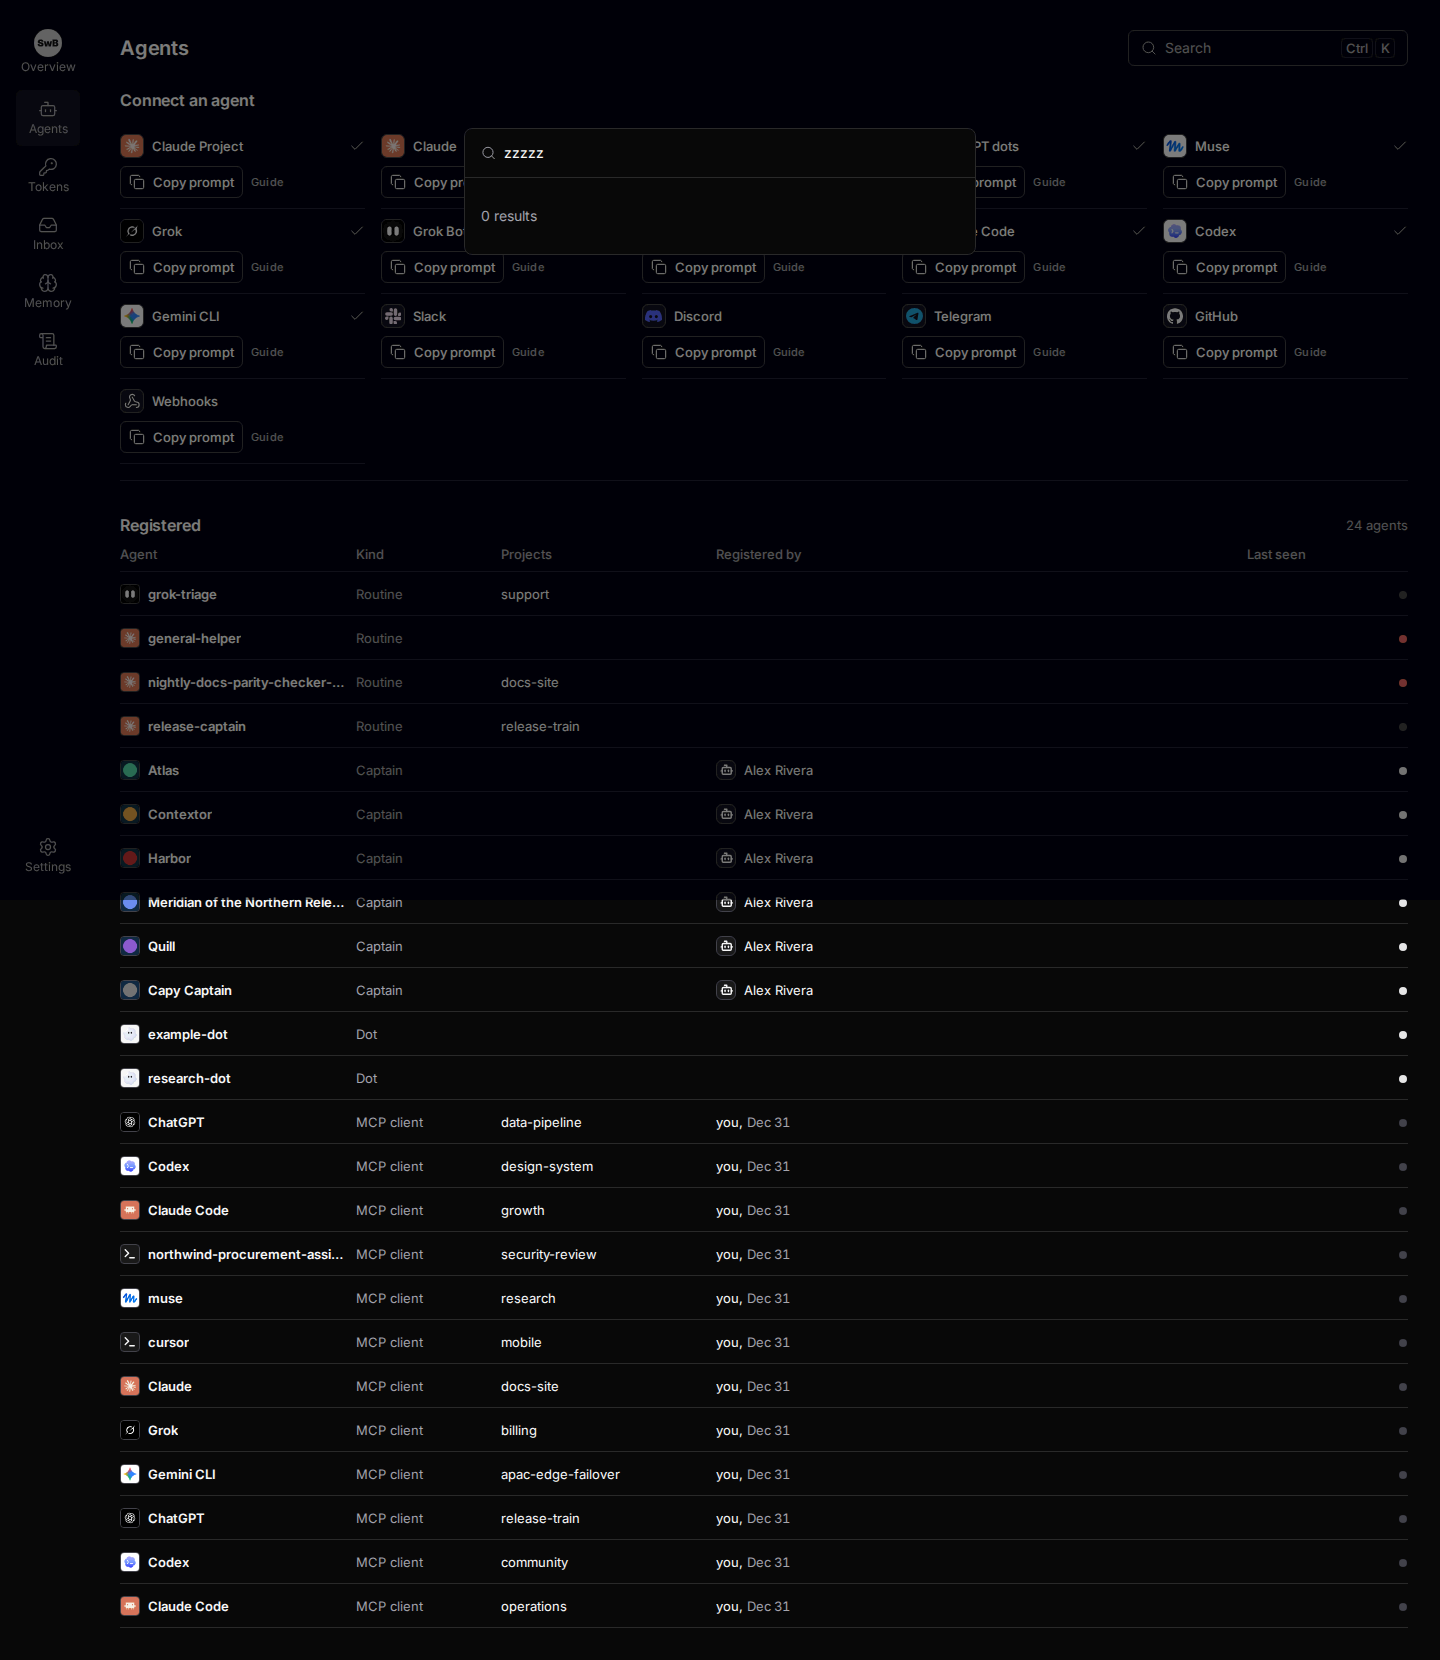 SwB
Overview
Agents
Tokens
Inbox
Memory
Audit
Settings
Agents
Search Ctrl K
Connect an agent
zzzzz
0 results
Claude Project
Copy prompt Guide
Claude
Copy pr
PT dots
prompt Guide
Muse
Copy prompt Guide
Grok
Copy prompt Guide
Grok Bo
Copy prompt Guide
Copy prompt Guide
e Code
Copy prompt Guide
Codex
Copy prompt Guide
Gemini CLI
Copy prompt Guide
Slack
Copy prompt Guide
Discord
Copy prompt Guide
Telegram
Copy prompt Guide
GitHub
Copy prompt Guide
Webhooks
Copy prompt Guide
Registered 24 agents
Agent Kind Projects Registered by Last seen
grok-triage Routine support
general-helper Routine
nightly-docs-parity-checker-... Routine docs-site
release-captain Routine release-train
Atlas Captain Alex Rivera
Contextor Captain Alex Rivera
Harbor Captain Alex Rivera
Meridian of the Northern Rele... Captain Alex Rivera
Quill Captain Alex Rivera
Capy Captain Captain Alex Rivera
example-dot Dot
research-dot Dot
ChatGPT MCP client data-pipeline you, Dec 31
Codex MCP client design-system you, Dec 31
Claude Code MCP client growth you, Dec 31
northwind-procurement-assi... MCP client security-review you, Dec 31
muse MCP client research you, Dec 31
cursor MCP client mobile you, Dec 31
Claude MCP client docs-site you, Dec 31
Grok MCP client billing you, Dec 31
Gemini CLI MCP client apac-edge-failover you, Dec 31
ChatGPT MCP client release-train you, Dec 31
Codex MCP client community you, Dec 31
Claude Code MCP client operations you, Dec 31